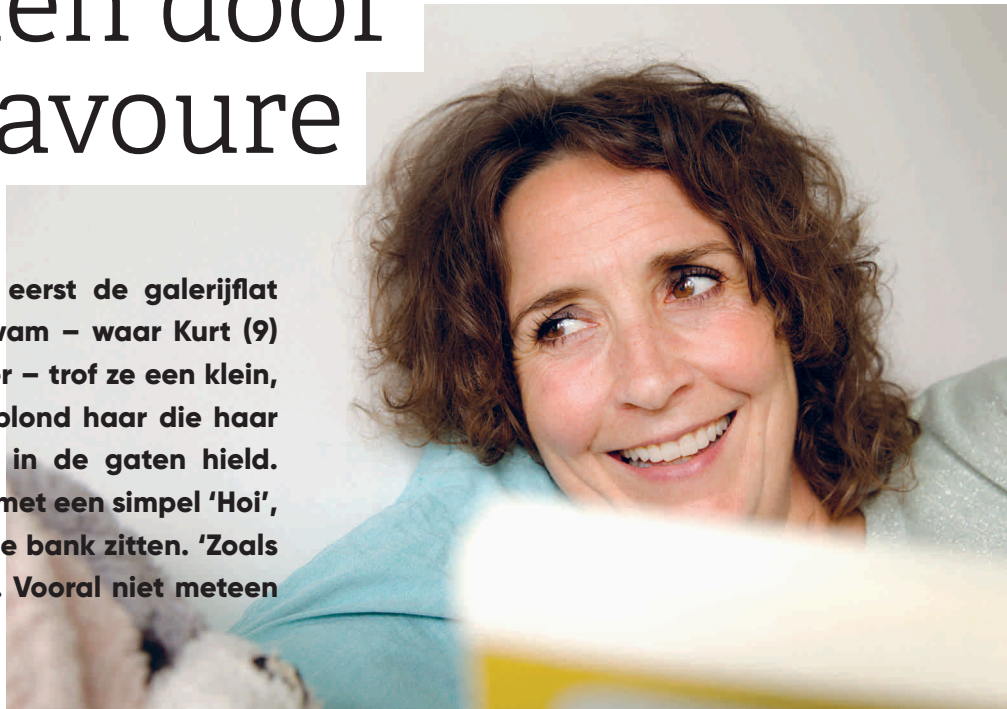 en door
avoure
eerst de galerijflat
wam – waar Kurt (9)
r – trof ze een klein,
blond haar die haar
in de gaten hield.
met een simpel ‘Hoi’,
e bank zitten. ‘Zoals
. Vooral niet meteen